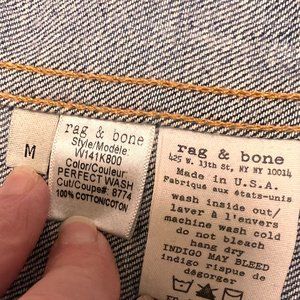 M
rag & bone
Style/Modèle:
W141K800
Color/Couleur:
PERFECT WASH
Cut/Coupe#: 8774
100% COTTON/COTON
rag & bone
425 W. 13th St, NY NY 10014
Made in U.S.A.
Fabrique aux états-unis
wash inside out/
laver à l'envers
machine wash cold
do not bleach
hang dry
INDIGO MAY BLEED
indigo risque de
dégorger